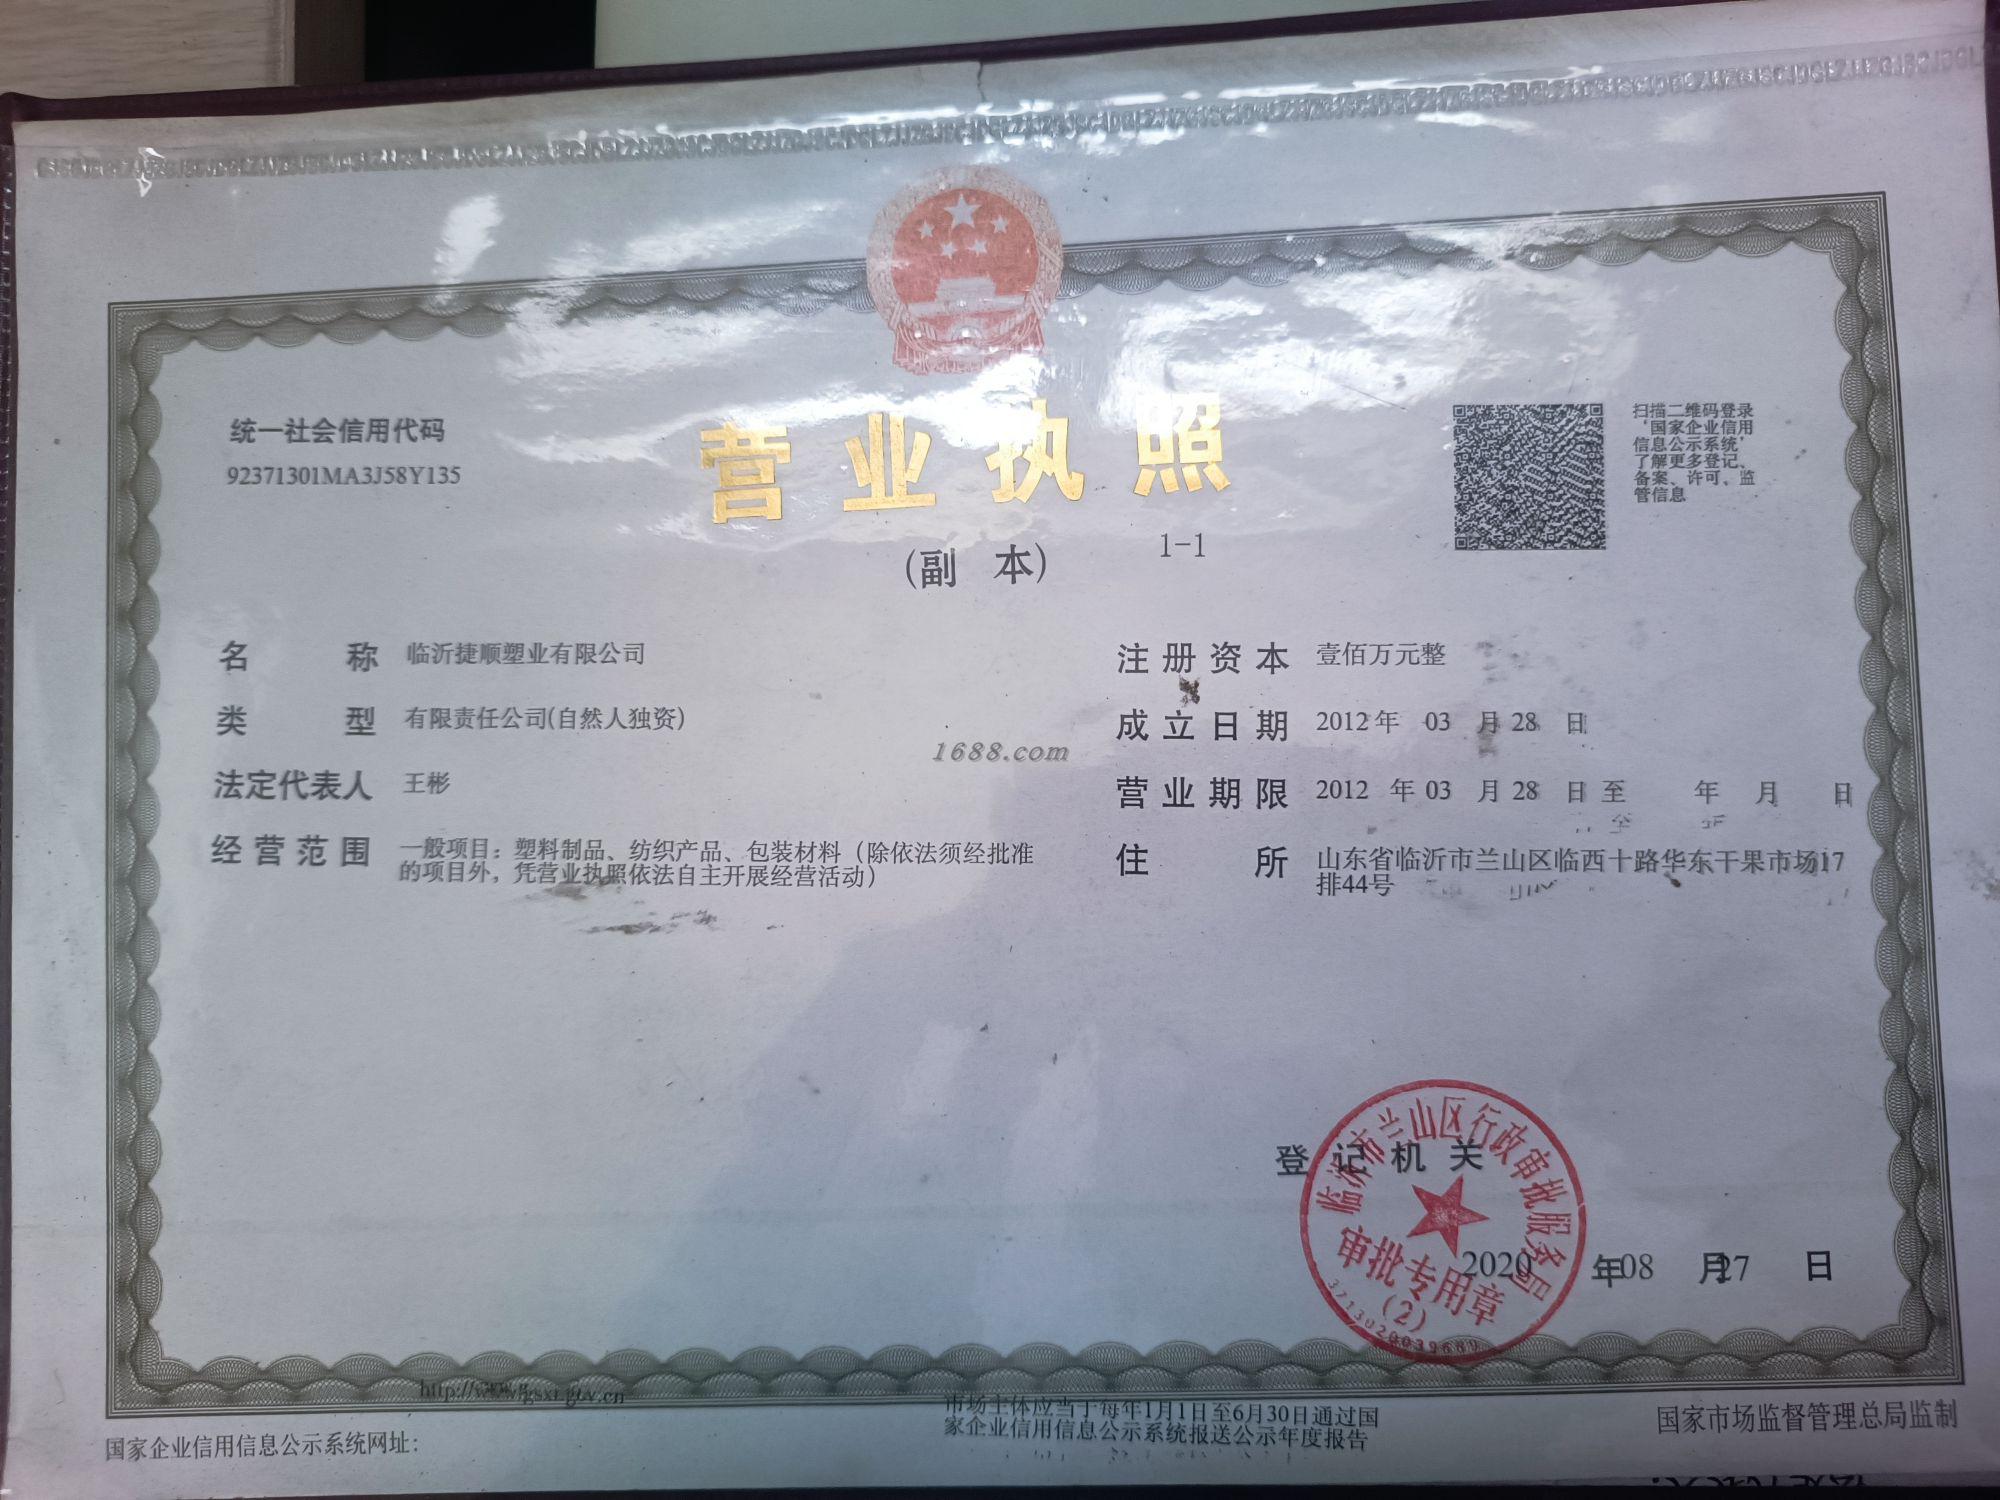 统一社会信用代码
92371301MA3J58Y135
营业执照
(副 本) 1-1
扫描二维码登录
'国家企业信用
信息公示系统'
了解更多登记、
备案、许可、监
管信息
名 称 临沂捷顺塑业有限公司
类 型 有限责任公司(自然人独资)
法定代表人 王彬
经营范围 一般项目：塑料制品、纺织产品、包装材料（除依法须经批准
的项目外，凭营业执照依法自主开展经营活动）
1688.com
注册资本 壹佰万元整
成立日期 2012年 03 月 28 日
营业期限 2012 年 03 月 28 日 至 年 月 日
住 所 山东省临沂市兰山区临西十路华东干果市场17
排44号
登记机关
临沂市兰山区行政审批服务局
审批专用章
(2)
2020 年08 月27 日
国家企业信用信息公示系统网址：
市场主体应当于每年1月1日至6月30日通过国
家企业信用信息公示系统报送公示年度报告
国家市场监督管理总局监制